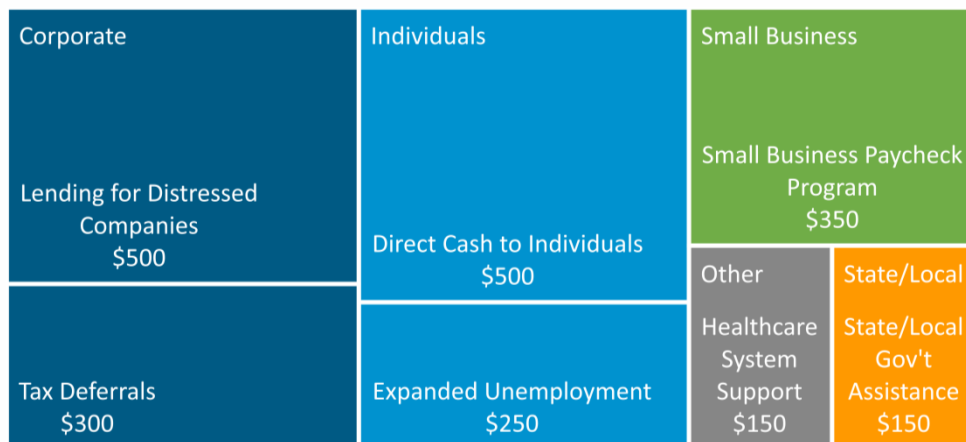 Corporate
Lending for Distressed
Companies
$500
Tax Deferrals
$300
Individuals
Direct Cash to Individuals
$500
Expanded Unemployment
$250
Small Business
Small Business Paycheck
Program
$350
Other
Healthcare
System
Support
$150
State/Local
State/Local
Gov't
Assistance
$150